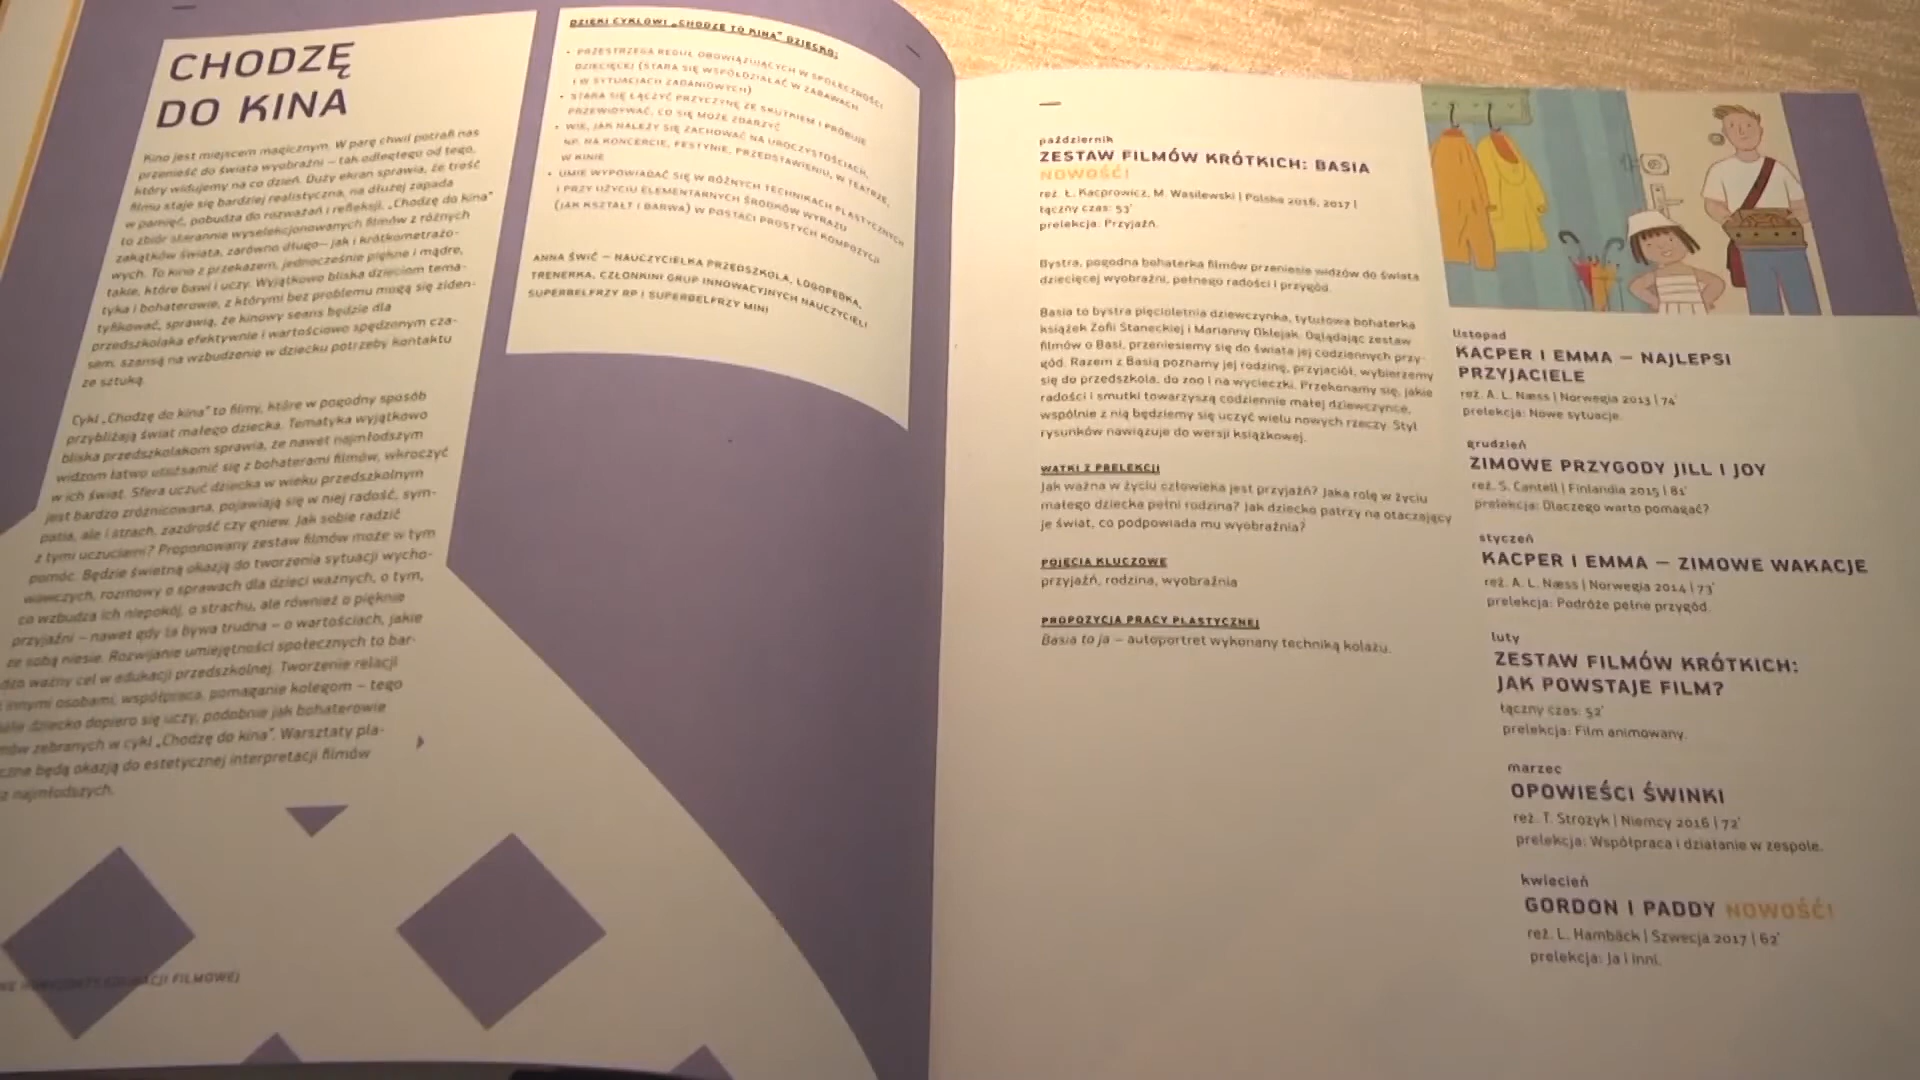 CHODZĘ
DO KINA
Kino jest miejscem magicznym. W parę chwil potrafi nas
przenieść do świata wyobraźni – tak odległego od tego,
który widujemy na co dzień. Duży ekran sprawia, że treść
filmu staje się bardziej realistyczna, na dłużej zapada
w pamięć, pobudza do rozważań i refleksji. „Chodzę do kina”
to zbiór starannie wyselekcjonowanych filmów z różnych
zakątków świata, zarówno długo– jak i krótkometrażo-
wych. To kino z przekazem, jednocześnie piękne i mądre,
takie, które bawi i uczy. Wyjątkowo bliska dzieciom tema-
tyka i bohaterowie, z którymi bez problemu mogą się ziden-
tyfikować, sprawią, że kinowy seans będzie dla
przedszkolaka efektywnie i wartościowo spędzonym cza-
sem, szansą na wzbudzenie w dziecku potrzeby kontaktu
ze sztuką.
Cykl „Chodzę do kina” to filmy, które w pogodny sposób
przybliżają świat małego dziecka. Tematyka wyjątkowo
bliska przedszkolakom sprawia, że nawet najmłodszym
widzom łatwo utożsamić się z bohaterami filmów, wkroczyć
w ich świat. Sfera uczuć dziecka w wieku przedszkolnym
jest bardzo zróżnicowana, pojawiają się w niej radość, sym-
patia, ale i strach, zazdrość czy gniew. Jak sobie radzić
z tymi uczuciami? Proponowany zestaw filmów może w tym
pomóc. Będzie świetną okazją do tworzenia sytuacji wycho-
wawczych, rozmowy o sprawach dla dzieci ważnych, o tym,
co wzbudza ich niepokój, o strachu, ale również o pięknie
przyjaźni – nawet gdy ta bywa trudna – o wartościach, jakie
ze sobą niesie. Rozwijanie umiejętności społecznych to bar-
dzo ważny cel w edukacji przedszkolnej. Tworzenie relacji
innymi osobami, współpraca, pomaganie kolegom – tego
dziecko dopiero się uczy, podobnie jak bohaterowie
zebranych w cykl „Chodzę do kina”. Warsztaty pla-
czne będą okazją do estetycznej interpretacji filmów
z najmłodszych.
EDUKACJI FILMOWEJ
DZIĘKI CYKLOWI „CHODZĘ TO KINA” DZIECKO:
• PRZESTRZEGA REGUŁ OBOWIĄZUJĄCYCH W SPOŁECZNOŚCI
DZIECIĘCEJ (STARA SIĘ WSPÓŁDZIAŁAĆ W ZABAWACH
I W SYTUACJACH ZADANIOWYCH)
• STARA SIĘ ŁĄCZYĆ PRZYCZYNĘ ZE SKUTKIEM I PRÓBUJE
PRZEWIDYWAĆ, CO SIĘ MOŻE ZDARZYĆ
• WIE, JAK NALEŻY SIĘ ZACHOWAĆ NA UROCZYSTOŚCIACH,
NP. NA KONCERCIE, FESTYNIE, PRZEDSTAWIENIU, W TEATRZE,
W KINIE
• UMIE WYPOWIADAĆ SIĘ W RÓŻNYCH TECHNIKACH PLASTYCZNYCH
I PRZY UŻYCIU ELEMENTARNYCH ŚRODKÓW WYRAZU
(JAK KSZTAŁT I BARWA) W POSTACI PROSTYCH KOMPOZYCJI
ANNA ŚWIĆ – NAUCZYCIELKA PRZEDSZKOLA, LOGOPEDKA,
TRENERKA, CZŁONKINI GRUP INNOWACYJNYCH NAUCZYCIELI
SUPERBELFRZY RP I SUPERBELFRZY MINI
październik
ZESTAW FILMÓW KRÓTKICH: BASIA
NOWOŚĆ!
reż. Ł. Kacprowicz, M. Wasilewski | Polska 2016, 2017 |
łączny czas: 53’
prelekcja: Przyjaźń.
Bystra, pogodna bohaterka filmów przeniesie widzów do świata
dziecięcej wyobraźni, pełnego radości i przygód.
Basia to bystra pięcioletnia dziewczynka, tytułowa bohaterka
książek Zofii Staneckiej i Marianny Oklejak. Oglądając zestaw
filmów o Basi, przeniesiemy się do świata jej codziennych przy-
gód. Razem z Basią poznamy jej rodzinę, przyjaciół, wybierzemy
się do przedszkola, do zoo i na wycieczki. Przekonamy się, jakie
radości i smutki towarzyszą codziennie małej dziewczynce,
wspólnie z nią będziemy się uczyć wielu nowych rzeczy. Styl
rysunków nawiązuje do wersji książkowej.
WĄTKI Z PRELEKCJI
Jak ważna w życiu człowieka jest przyjaźń? Jaką rolę w życiu
małego dziecka pełni rodzina? Jak dziecko patrzy na otaczający
je świat, co podpowiada mu wyobraźnia?
POJĘCIA KLUCZOWE
przyjaźń, rodzina, wyobraźnia
PROPOZYCJA PRACY PLASTYCZNEJ
Basia to ja – autoportret wykonany techniką kolażu.
listopad
KACPER I EMMA – NAJLEPSI
PRZYJACIELE
reż. A. L. Næss | Norwegia 2013 | 74’
prelekcja: Nowe sytuacje.
grudzień
ZIMOWE PRZYGODY JILL I JOY
reż. S. Cantell | Finlandia 2015 | 81’
prelekcja: Dlaczego warto pomagać?
styczeń
KACPER I EMMA – ZIMOWE WAKACJE
reż. A. L. Næss | Norwegia 2014 | 73’
prelekcja: Podróże pełne przygód.
luty
ZESTAW FILMÓW KRÓTKICH:
JAK POWSTAJE FILM?
łączny czas: 52’
prelekcja: Film animowany.
marzec
OPOWIEŚCI ŚWINKI
reż. T. Strozyk | Niemcy 2016 | 72’
prelekcja: Współpraca i działanie w zespole.
kwiecień
GORDON I PADDY NOWOŚĆ!
reż. L. Hambäck | Szwecja 2017 | 62’
prelekcja: Ja i inni.